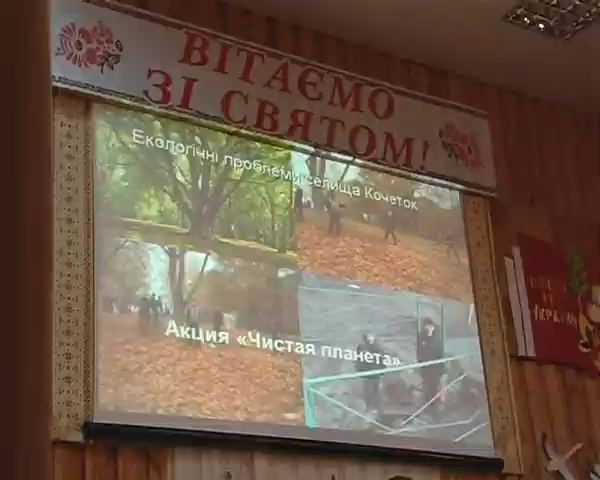 ВІТАЄМО
ЗІ СВЯТОМ!
Екологічні проблеми селища Кочеток
Акция «Чистая планета»